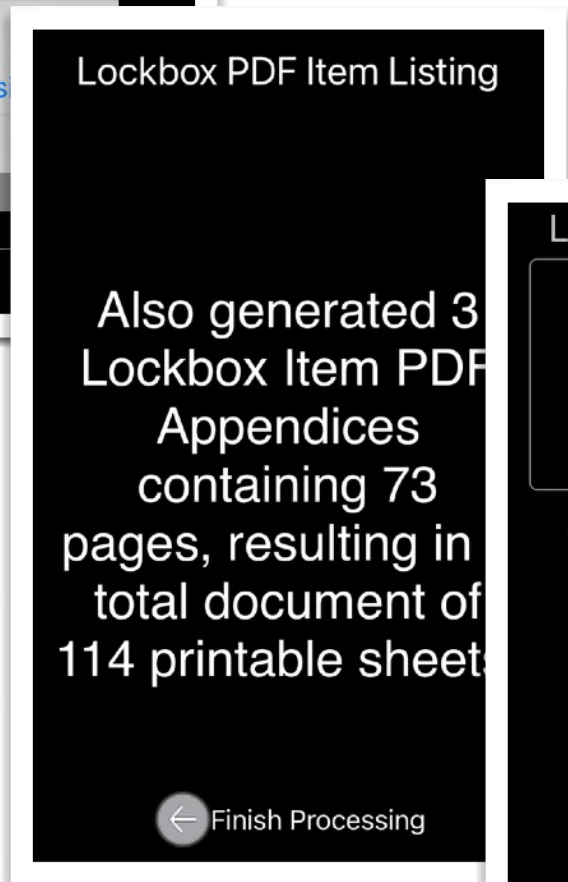 Lockbox PDF Item Listing
Also generated 3
Lockbox Item PDF
Appendices
containing 73
pages, resulting in
total document of
114 printable sheets
Finish Processing